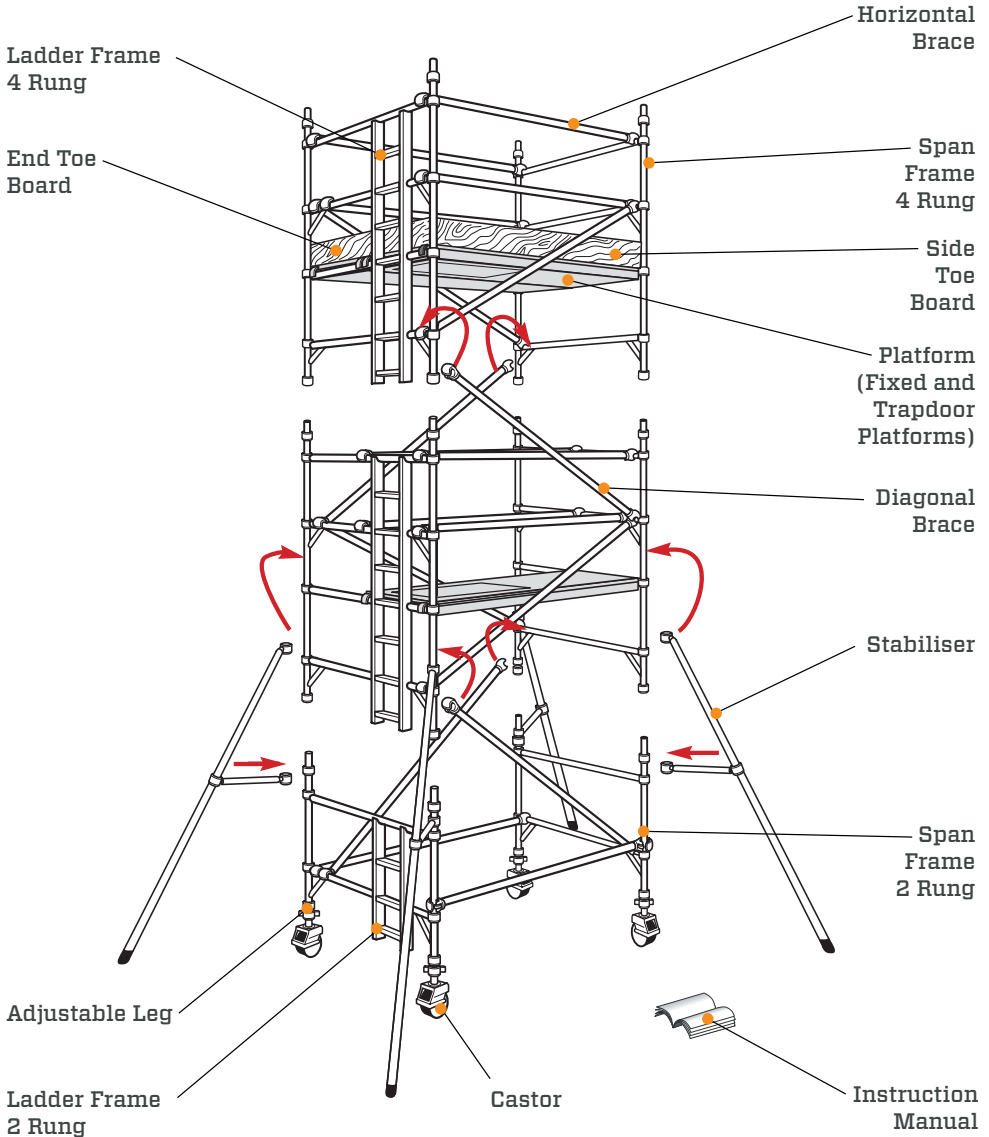 Horizontal
Brace
Ladder Frame
4 Rung
End Toe
Board
Span
Frame
4 Rung
Side
Toe
Board
Platform
(Fixed and
Trapdoor
Platforms)
Diagonal
Brace
Stabiliser
Span
Frame
2 Rung
Adjustable Leg
Ladder Frame
2 Rung
Castor
Instruction
Manual